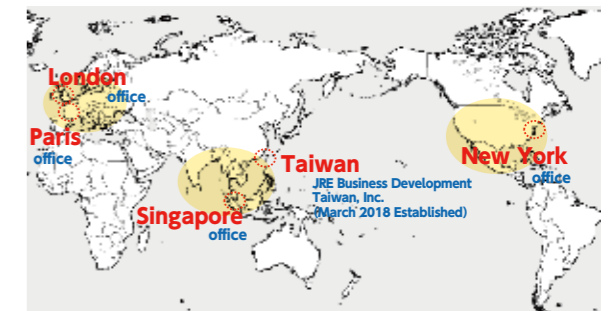 London
office
Paris
office
Taiwan
JRE Business Development
Taiwan, Inc.
(March 2018 Established)
Singapore
office
New York
office